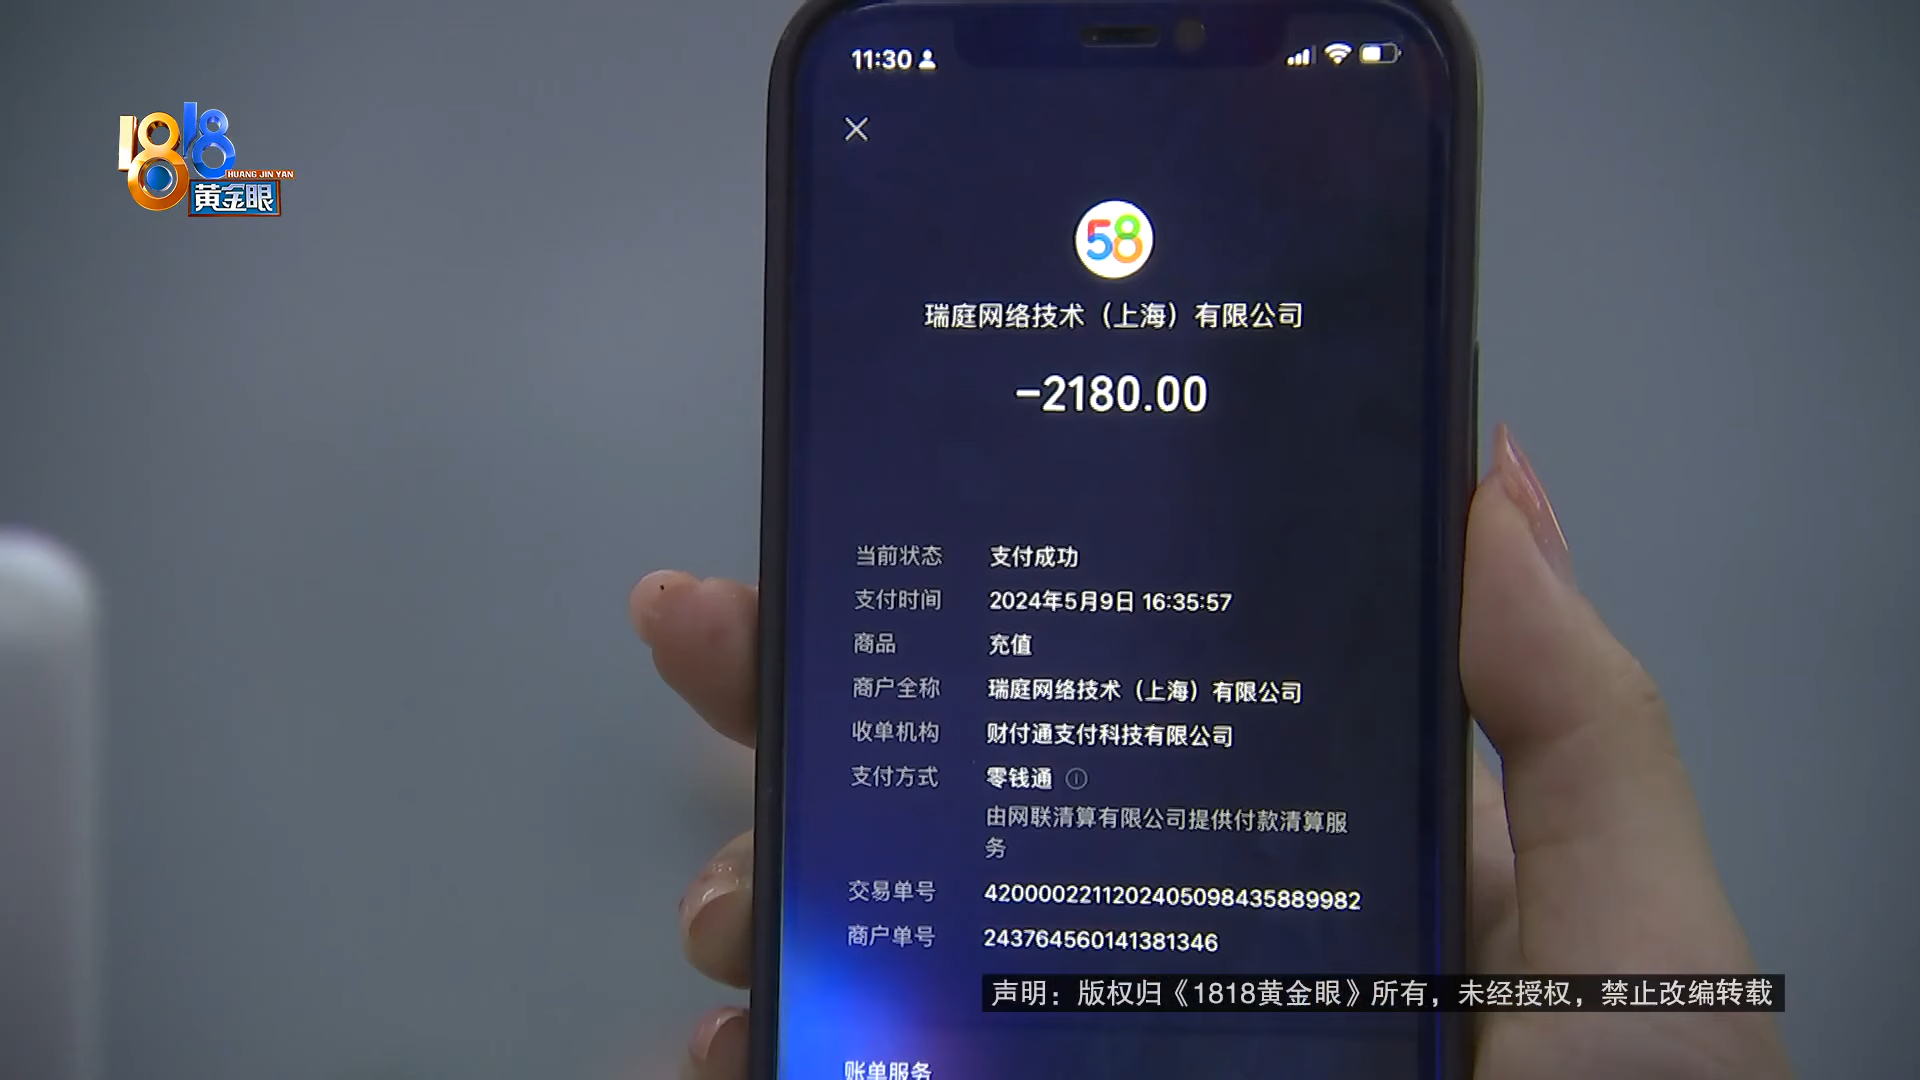 1818
HUANG JIN YAN
黄金眼
11:30
58
瑞庭网络技术（上海）有限公司
-2180.00
当前状态 支付成功
支付时间 2024年5月9日 16:35:57
商品 充值
商户全称 瑞庭网络技术（上海）有限公司
收单机构 财付通支付科技有限公司
支付方式 零钱通
由网联清算有限公司提供付款清算服
务
交易单号 4200002211202405098435889982
商户单号 243764560141381346
声明：版权归《1818黄金眼》所有，未经授权，禁止改编转载
账单服务